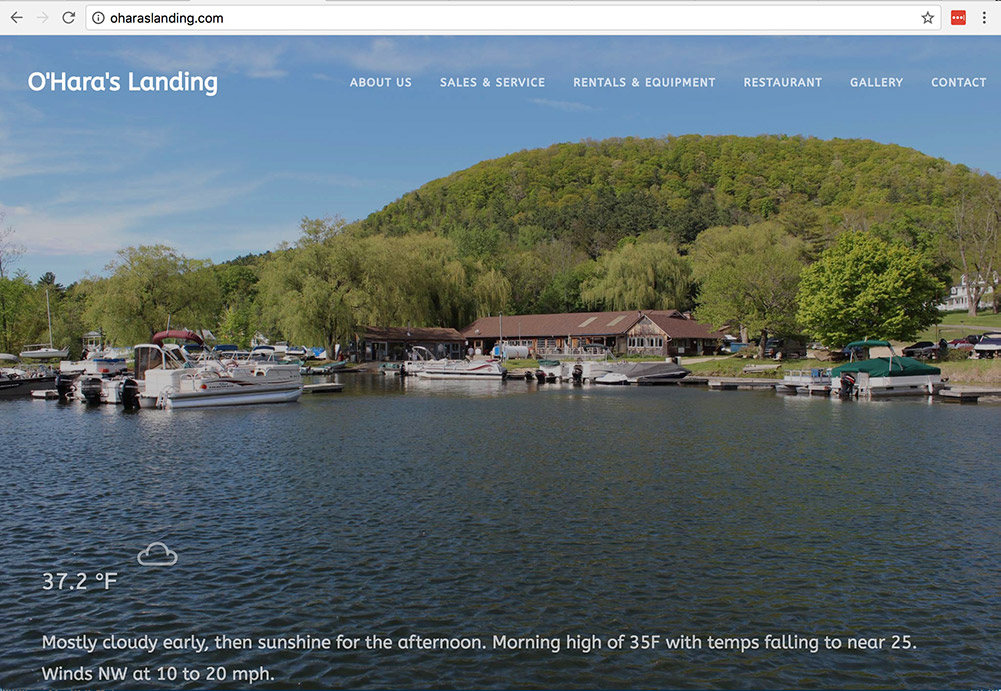 oharaslanding.com
O'Hara's Landing
ABOUT US SALES & SERVICE RENTALS & EQUIPMENT RESTAURANT GALLERY CONTACT
37.2 °F
Mostly cloudy early, then sunshine for the afternoon. Morning high of 35F with temps falling to near 25.
Winds NW at 10 to 20 mph.